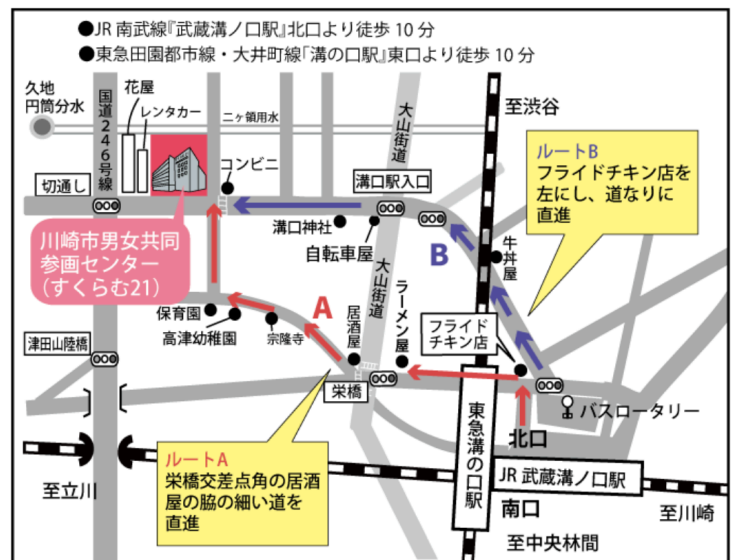 ●JR 南武線『武蔵溝ノ口駅』北口より徒歩 10 分
●東急田園都市線・大井町線「溝の口駅」東口より徒歩 10 分
久地
円筒分水
国道246号線
花屋
レンタカー
二ヶ領用水
大山街道
至渋谷
コンビニ
切通し
溝口駅入口
ルートB
フライドチキン店を
左にし、道なりに
直進
川崎市男女共同
参画センター
（すくらむ21）
溝口神社
自転車屋
B
牛丼屋
大山街道
A
ラーメン屋
居酒屋
保育園
高津幼稚園
宗隆寺
フライド
チキン店
津田山陸橋
栄橋
バスロータリー
東急溝の口駅
北口
ルートA
栄橋交差点角の居酒
屋の脇の細い道を
直進
JR 武蔵溝ノ口駅
至立川
南口
至川崎
至中央林間